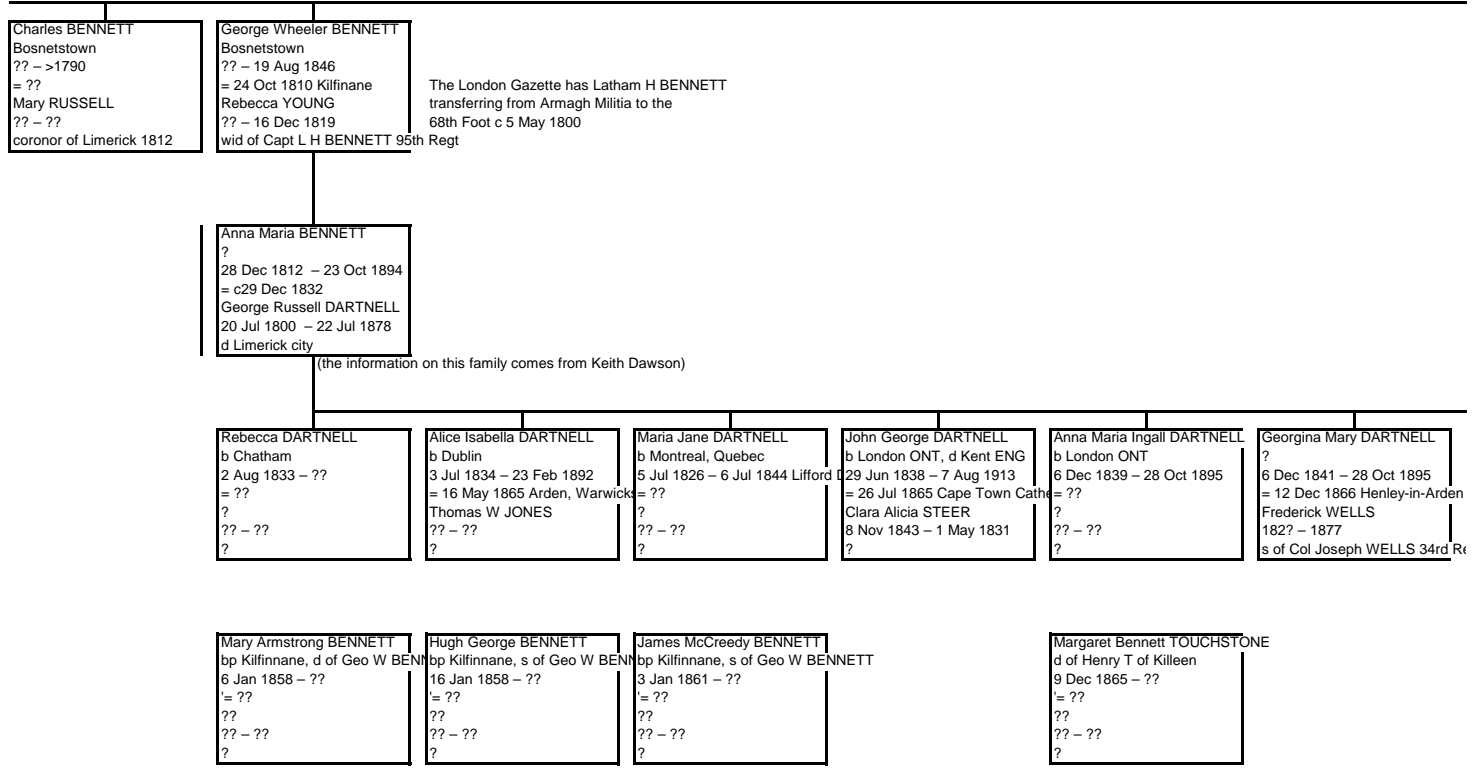 Charles BENNETT
Bosnetstown
?? – >1790
= ??
Mary RUSSELL
?? – ??
coronor of Limerick 1812
George Wheeler BENNETT
Bosnetstown
?? – 19 Aug 1846
= 24 Oct 1810 Kilfinane
Rebecca YOUNG
?? – 16 Dec 1819
wid of Capt L H BENNETT 95th Regt
The London Gazette has Latham H BENNETT
transferring from Armagh Militia to the
68th Foot c 5 May 1800
Anna Maria BENNETT
?
28 Dec 1812 – 23 Oct 1894
= c29 Dec 1832
George Russell DARTNELL
20 Jul 1800 – 22 Jul 1878
d Limerick city
(the information on this family comes from Keith Dawson)
Rebecca DARTNELL
b Chatham
2 Aug 1833 – ??
= ??
?
?? – ??
?
Alice Isabella DARTNELL
b Dublin
3 Jul 1834 – 23 Feb 1892
= 16 May 1865 Arden, Warwicks
Thomas W JONES
?? – ??
?
Maria Jane DARTNELL
b Montreal, Quebec
5 Jul 1826 – 6 Jul 1844 Lifford
= ??
?
?? – ??
?
John George DARTNELL
b London ONT, d Kent ENG
29 Jun 1838 – 7 Aug 1913
= 26 Jul 1865 Cape Town Cathe
Clara Alicia STEER
8 Nov 1843 – 1 May 1831
?
Anna Maria Ingall DARTNELL
b London ONT
6 Dec 1839 – 28 Oct 1895
= ??
?
?? – ??
?
Georgina Mary DARTNELL
?
6 Dec 1841 – 28 Oct 1895
= 12 Dec 1866 Henley-in-Arden
Frederick WELLS
182? – 1877
s of Col Joseph WELLS 34rd Re
Mary Armstrong BENNETT
bp Kilfinnane, d of Geo W BENN
6 Jan 1858 – ??
'= ??
??
?? – ??
?
Hugh George BENNETT
bp Kilfinnane, s of Geo W BENN
16 Jan 1858 – ??
'= ??
??
?? – ??
?
James McCreedy BENNETT
bp Kilfinnane, s of Geo W BENNETT
3 Jan 1861 – ??
'= ??
??
?? – ??
?
Margaret Bennett TOUCHSTONE
d of Henry T of Killeen
9 Dec 1865 – ??
'= ??
??
?? – ??
?